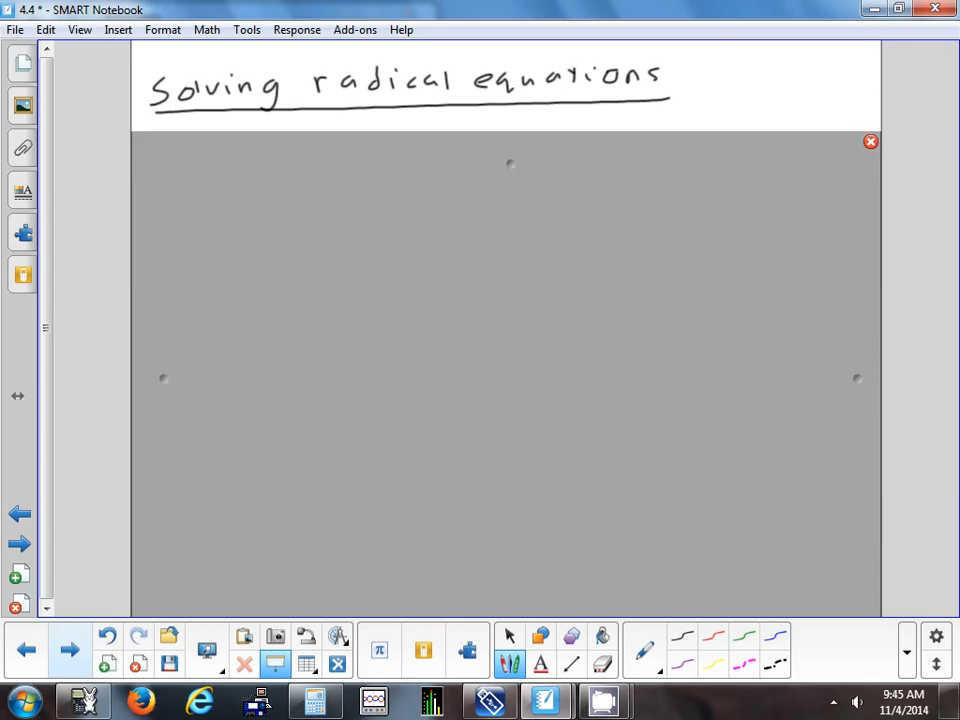 4.4 * - SMART Notebook
File Edit View Insert Format Math Tools Response Add-ons Help
Solving radical equations
9:45 AM
11/4/2014